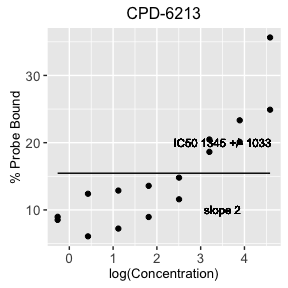 CPD-6213
% Probe Bound
30
20
10
IC50 1345 +/- 1033
slope 2
0 1 2 3 4
log(Concentration)